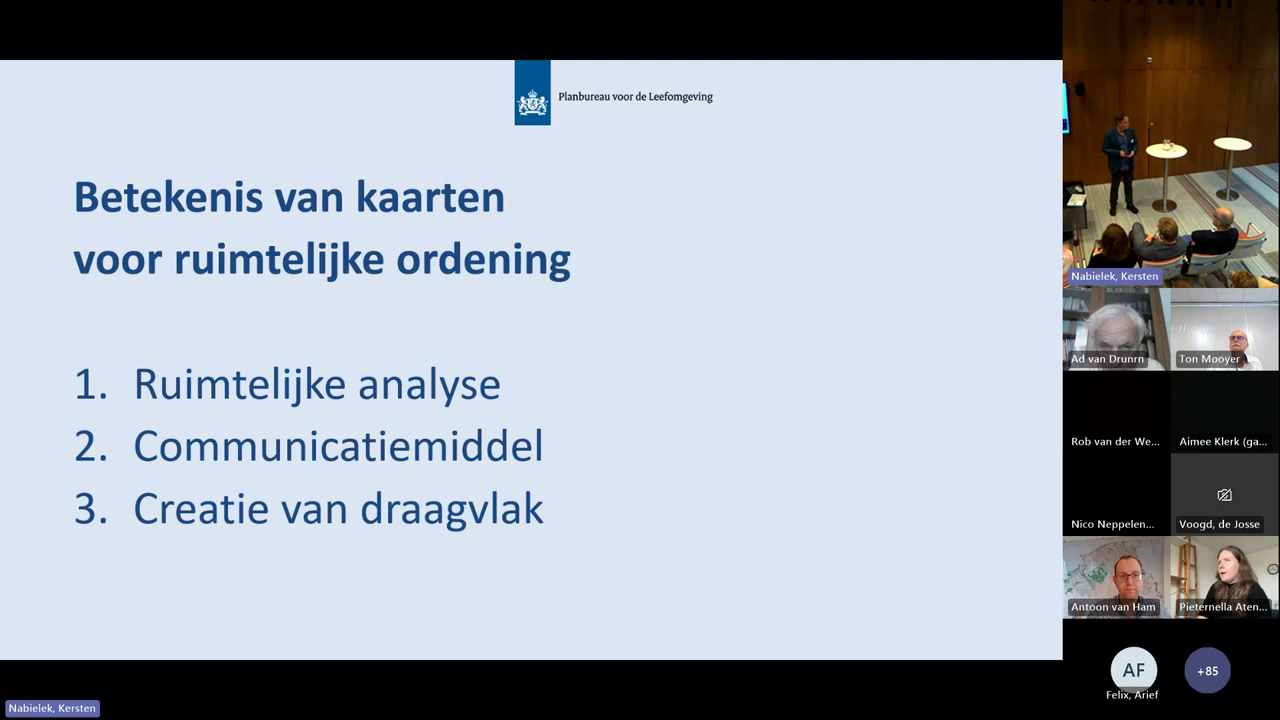 Planbureau voor de Leefomgeving
Betekenis van kaarten
voor ruimtelijke ordening
1. Ruimtelijke analyse
2. Communicatiemiddel
3. Creatie van draagvlak
Nabielek, Kersten
Nabielek, Kersten
Ad van Drunrn
Ton Mooyer
Rob van der We...
Aimee Klerk (ga...
Nico Neppelen...
Voogd, de Josse
Antoon van Ham
Pieternella Aten...
AF
+85
Felix, Arief